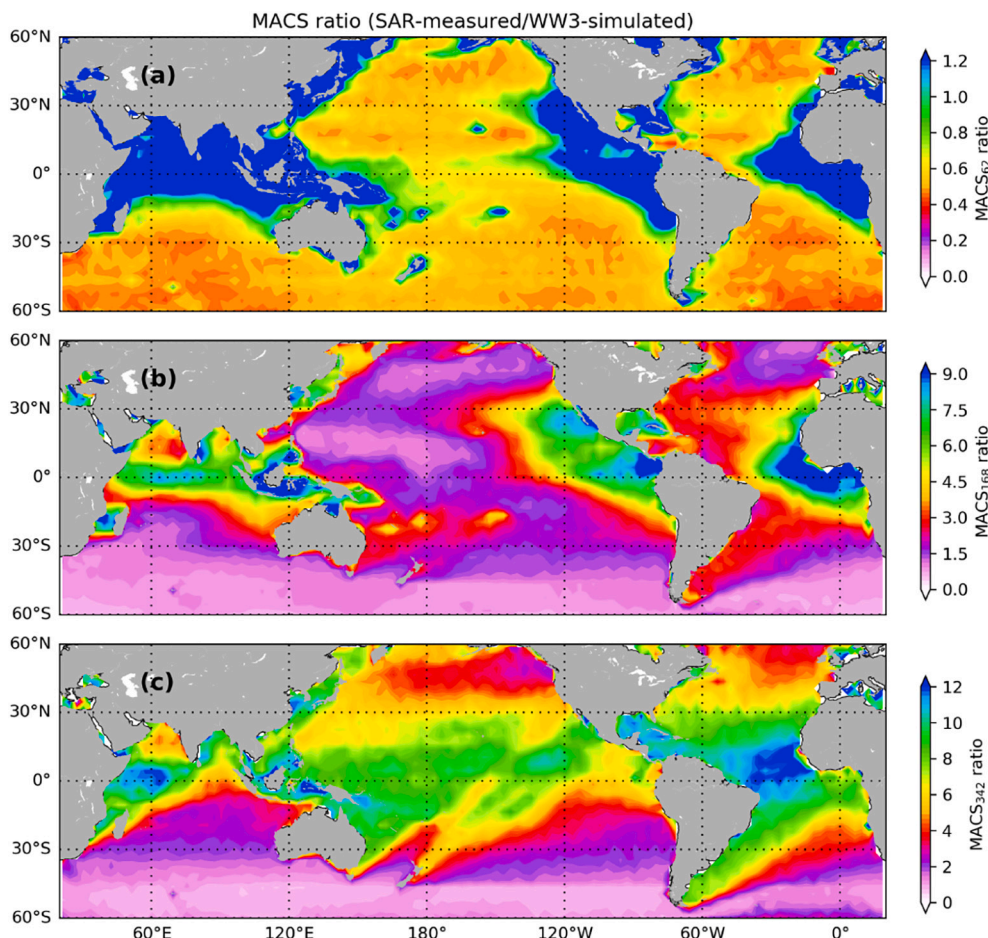 MACS ratio (SAR-measured/WW3-simulated)
60°N
(a)
30°N
0°
30°S
60°S
1.2
1.0
0.8
0.6
0.4
0.2
0.0
MACS₆₂ ratio
60°N
(b)
30°N
0°
30°S
60°S
9.0
7.5
6.0
4.5
3.0
1.5
0.0
MACS₁₆₈ ratio
60°N
(c)
30°N
0°
30°S
60°S
12
10
8
6
4
2
0
MACS₃₄₂ ratio
60°E 120°E 180° 120°W 60°W 0°